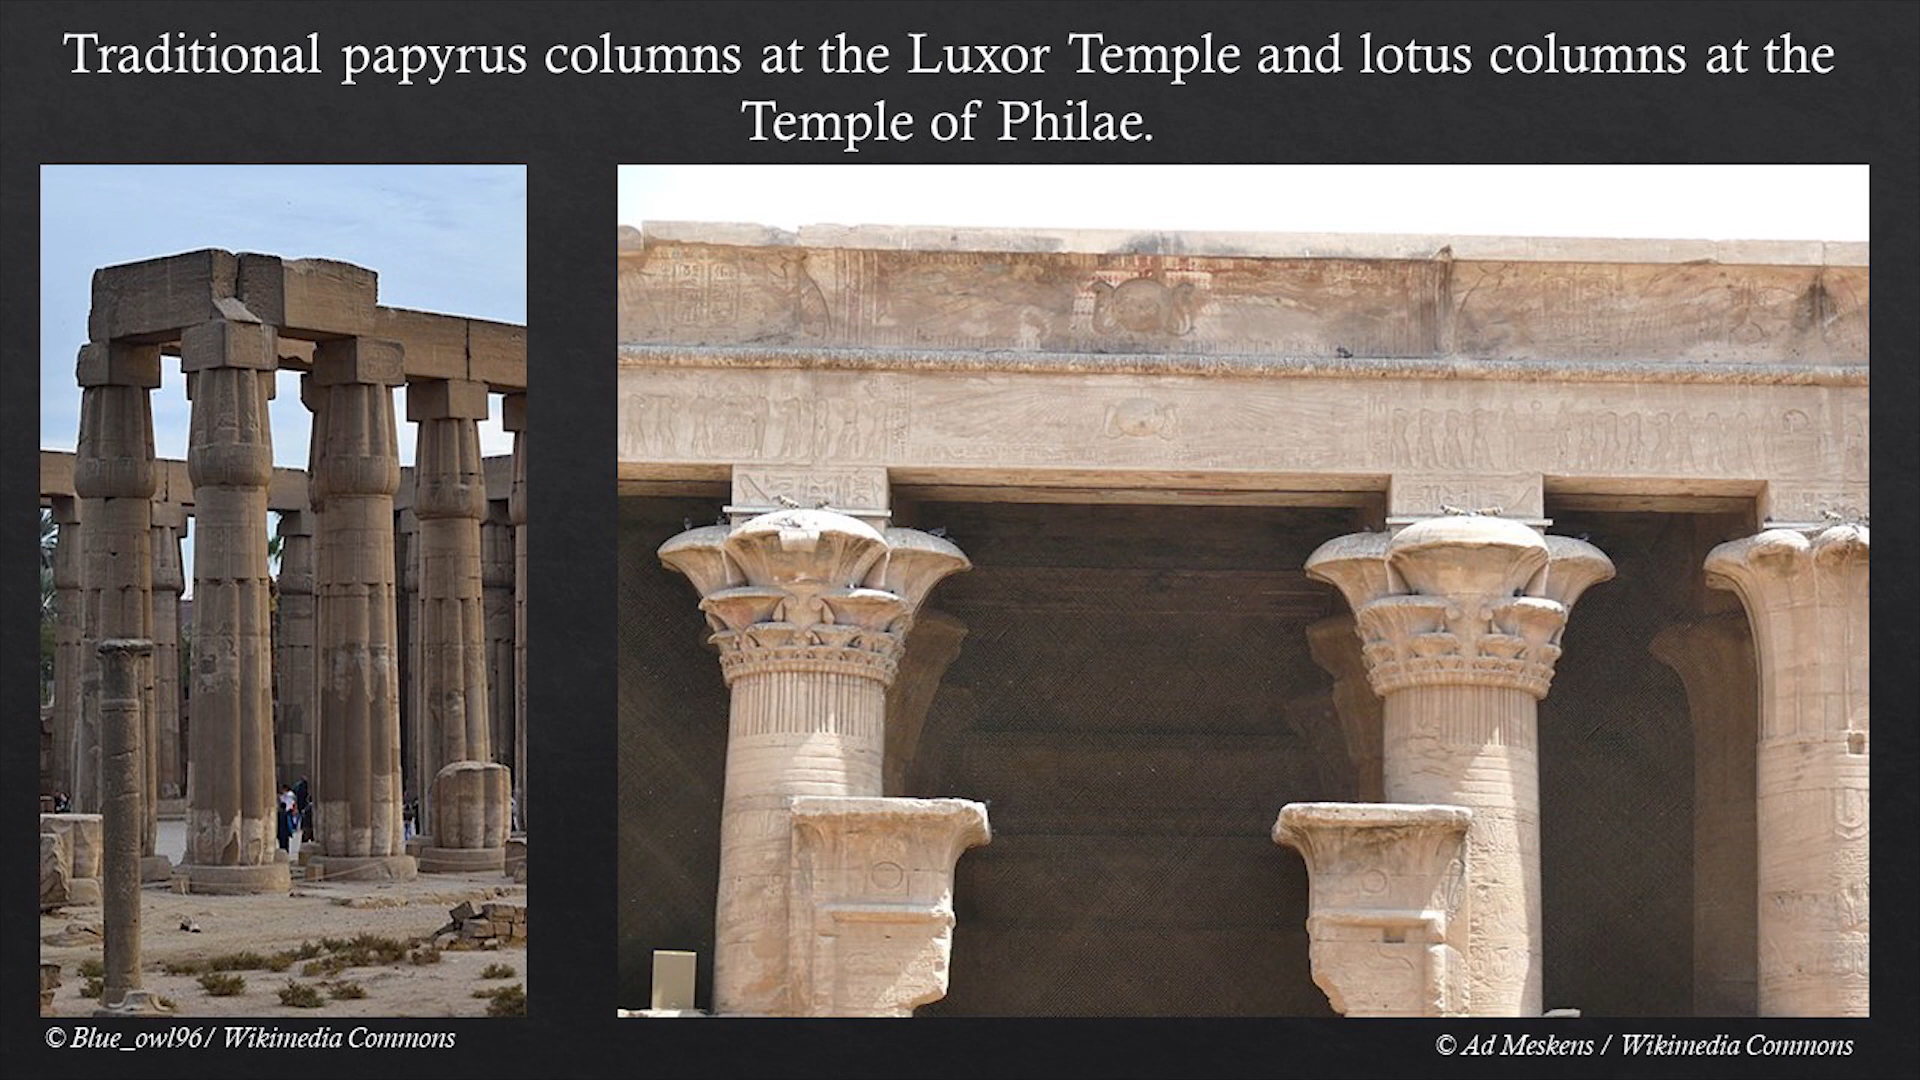 Traditional papyrus columns at the Luxor Temple and lotus columns at the
Temple of Philae.
© Blue_owl96/ Wikimedia Commons
© Ad Meskens / Wikimedia Commons